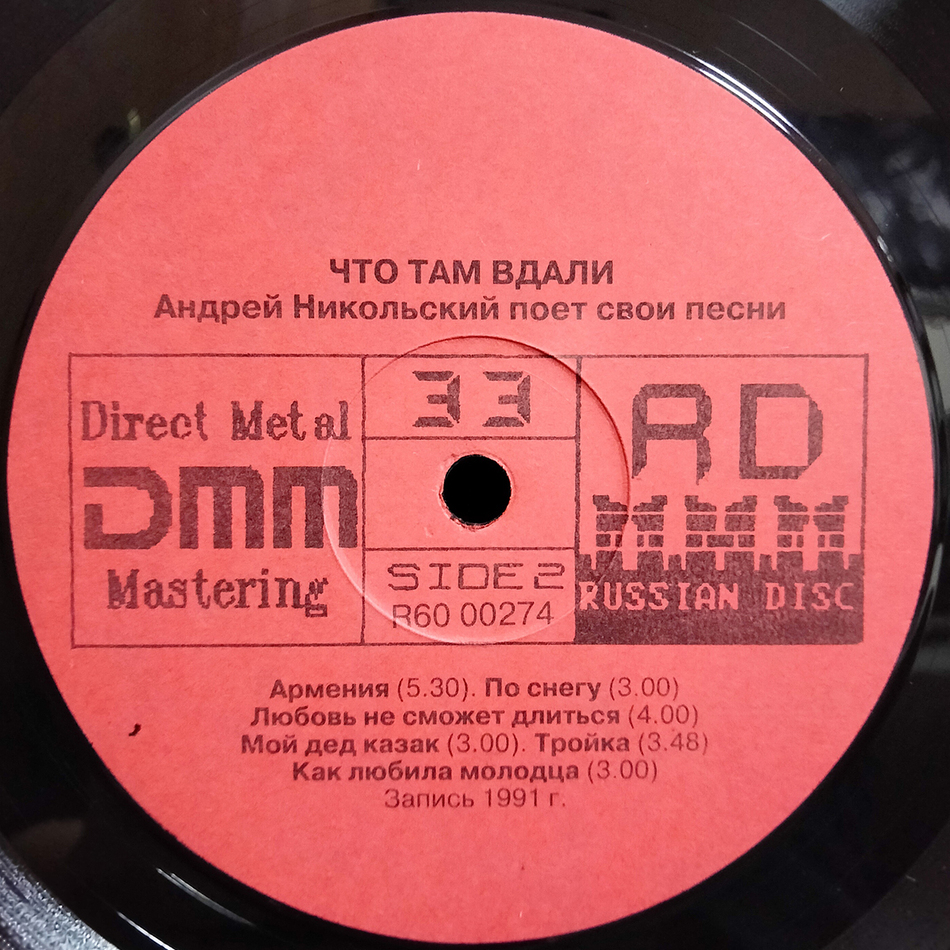 ЧТО ТАМ ВДАЛИ
Андрей Никольский поет свои песни
Direct Metal
DMM
Mastering
33
SIDE 2
R60 00274
RD
RUSSIAN DISC
Армения (5.30). По снегу (3.00)
Любовь не сможет длиться (4.00)
Мой дед казак (3.00). Тройка (3.48)
Как любила молодца (3.00)
Запись 1991 г.